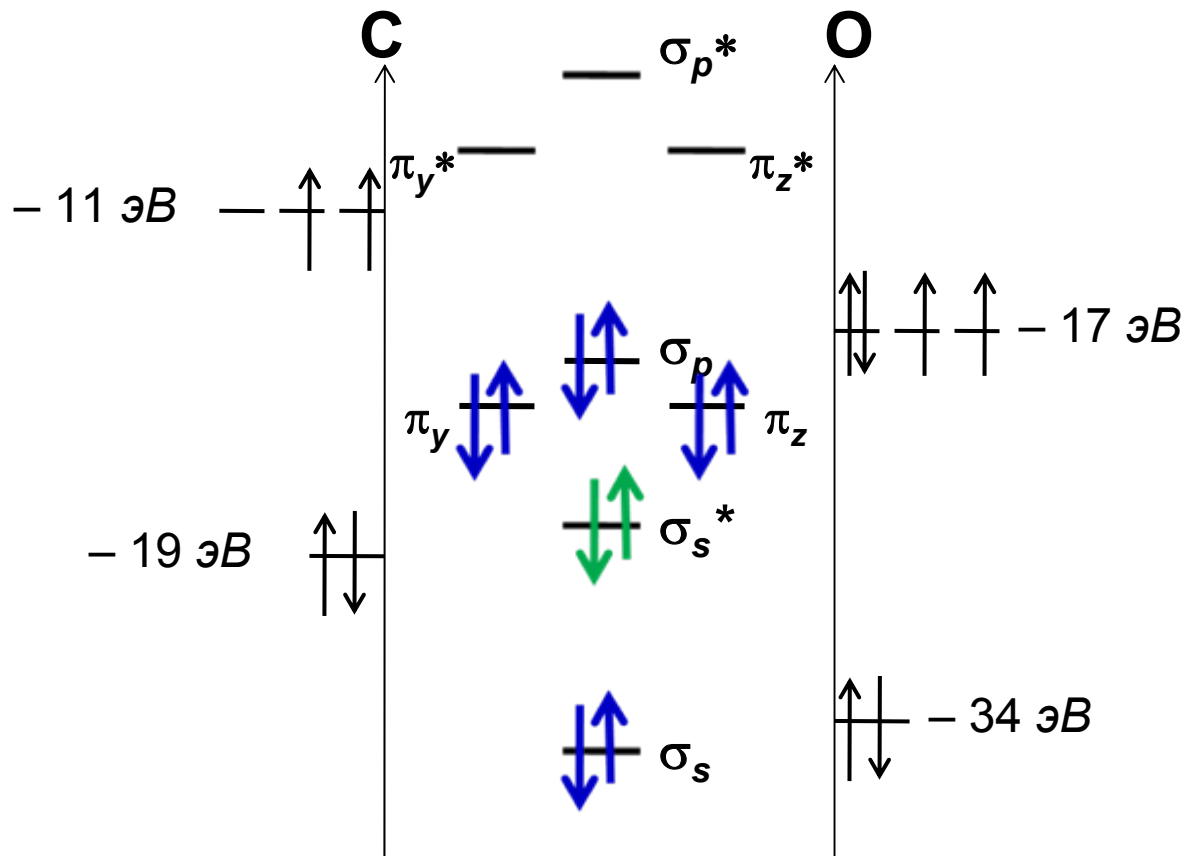 C
O
σp*
πy*
πz*
– 11 эВ
– 17 эВ
σp
πy
πz
σs*
– 19 эВ
– 34 эВ
σs